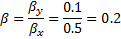 β = β_y / β_x = 0.1 / 0.5 = 0.2